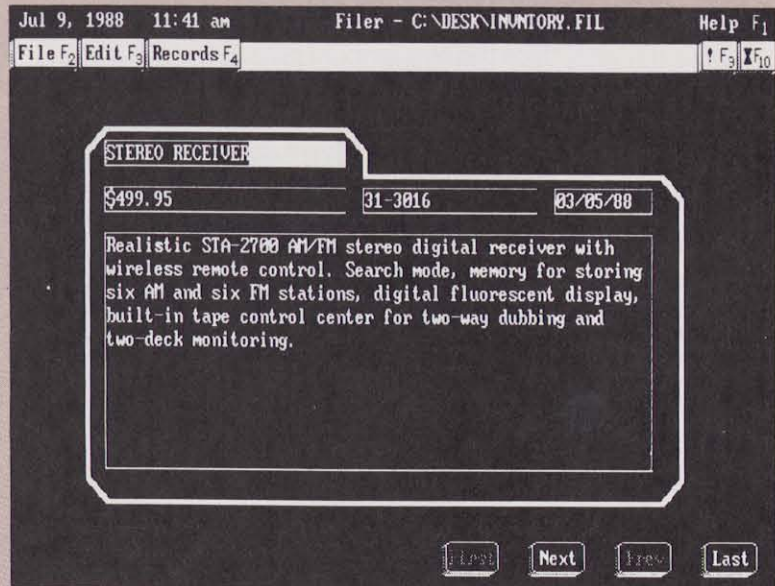 Jul 9, 1988 11:41 am Filer - C:\DESK\INVNTORY.FIL Help F1
File F2 Edit F3 Records F4 ! F9 XF10
STEREO RECEIVER
$499.95 31-3016 03/05/88
Realistic STA-2700 AM/FM stereo digital receiver with
wireless remote control. Search mode, memory for storing
six AM and six FM stations, digital fluorescent display,
built-in tape control center for two-way dubbing and
two-deck monitoring.
First Next Prev Last